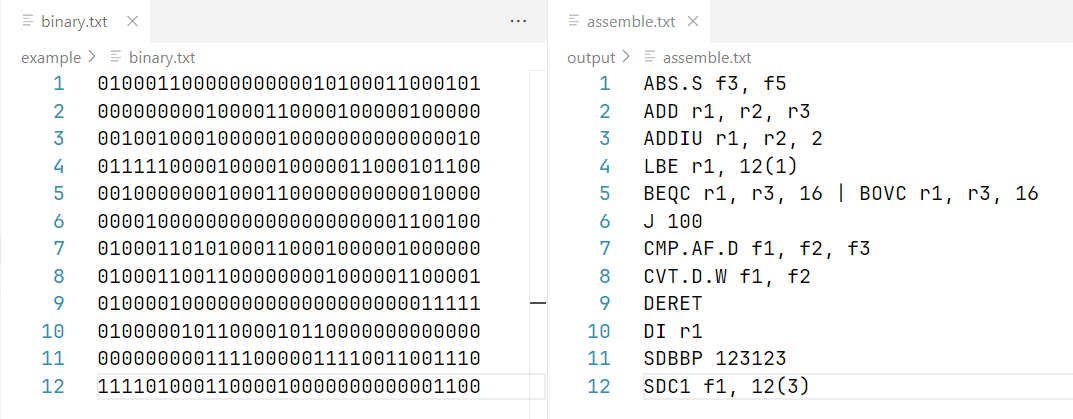 binary.txt × ··· assemble.txt ×
example > binary.txt output > assemble.txt
1 01000110000000000010100011000101 1 ABS.S f3, f5
2 00000000010000110000100000100000 2 ADD r1, r2, r3
3 00100100010000010000000000000010 3 ADDIU r1, r2, 2
4 01111100001000010000011000101100 4 LBE r1, 12(1)
5 00100000001000110000000000010000 5 BEQC r1, r3, 16 | BOVC r1, r3, 16
6 00001000000000000000000001100100 6 J 100
7 01000110101000110001000001000000 7 CMP.AF.D f1, f2, f3
8 01000110011000000001000001100001 8 CVT.D.W f1, f2
9 01000010000000000000000000011111 9 DERET
10 01000001011000010110000000000000 10 DI r1
11 00000000011110000011110011001110 11 SDBBP 123123
12 11110100011000010000000000001100 12 SDC1 f1, 12(3)